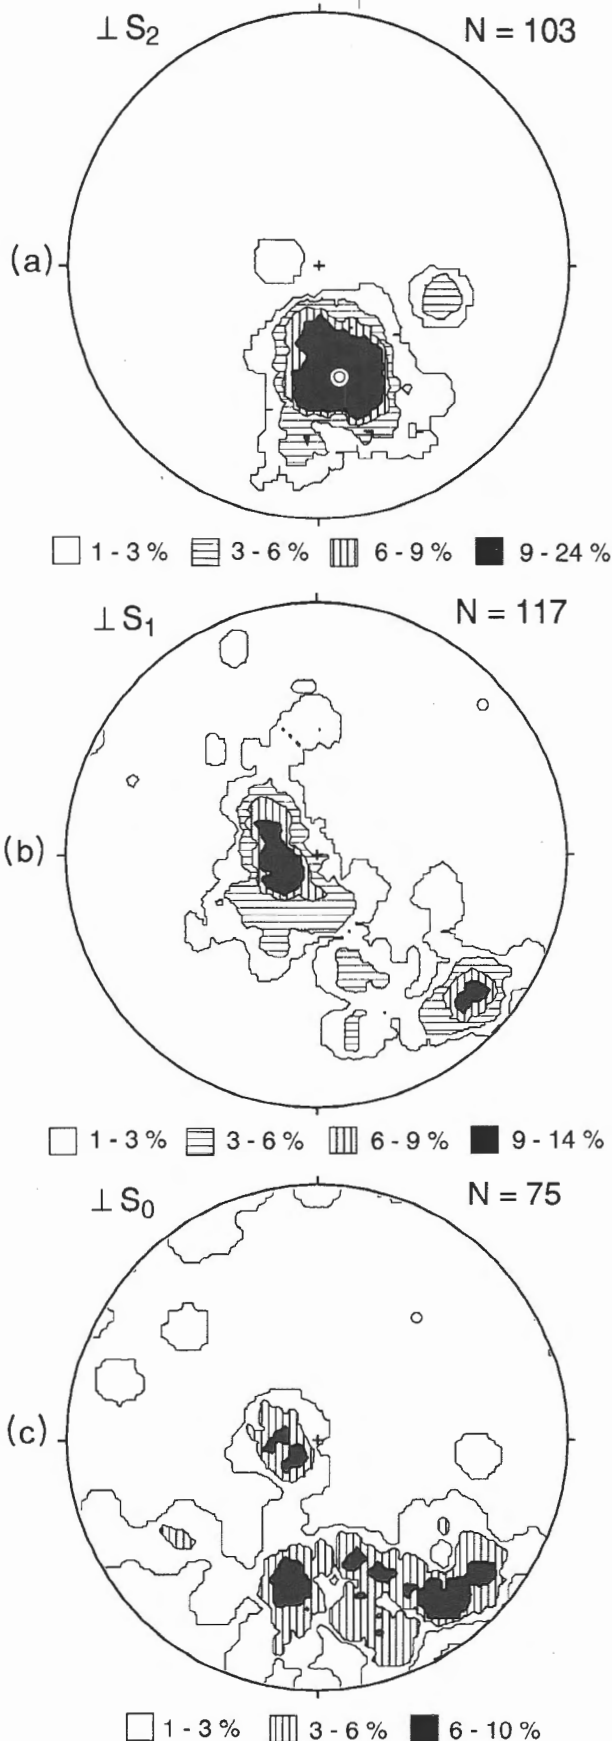 ⊥ S₂ N = 103
(a)
1 - 3 % 3 - 6 % 6 - 9 % 9 - 24 %
⊥ S₁ N = 117
(b)
1 - 3 % 3 - 6 % 6 - 9 % 9 - 14 %
⊥ S₀ N = 75
(c)
1 - 3 % 3 - 6 % 6 - 10 %